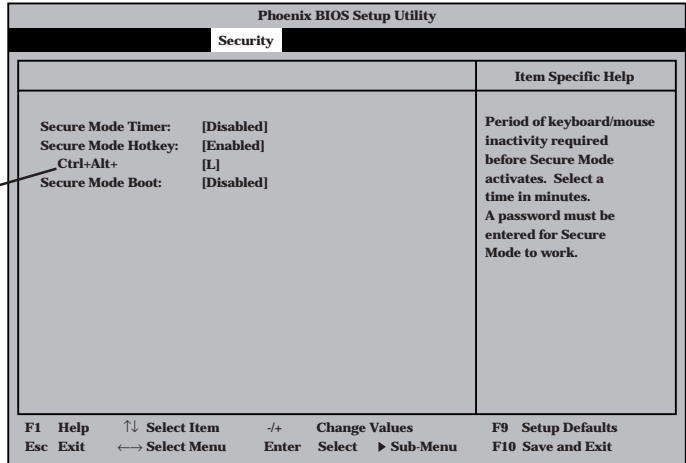 Phoenix BIOS Setup Utility
Security
Item Specific Help
Secure Mode Timer: [Disabled]
Secure Mode Hotkey: [Enabled]
Ctrl+Alt+ [L]
Secure Mode Boot: [Disabled]
Period of keyboard/mouse
inactivity required
before Secure Mode
activates. Select a
time in minutes.
A password must be
entered for Secure
Mode to work.
F1 Help ↑↓ Select Item -/+ Change Values F9 Setup Defaults
Esc Exit ←→ Select Menu Enter Select ▶ Sub-Menu F10 Save and Exit